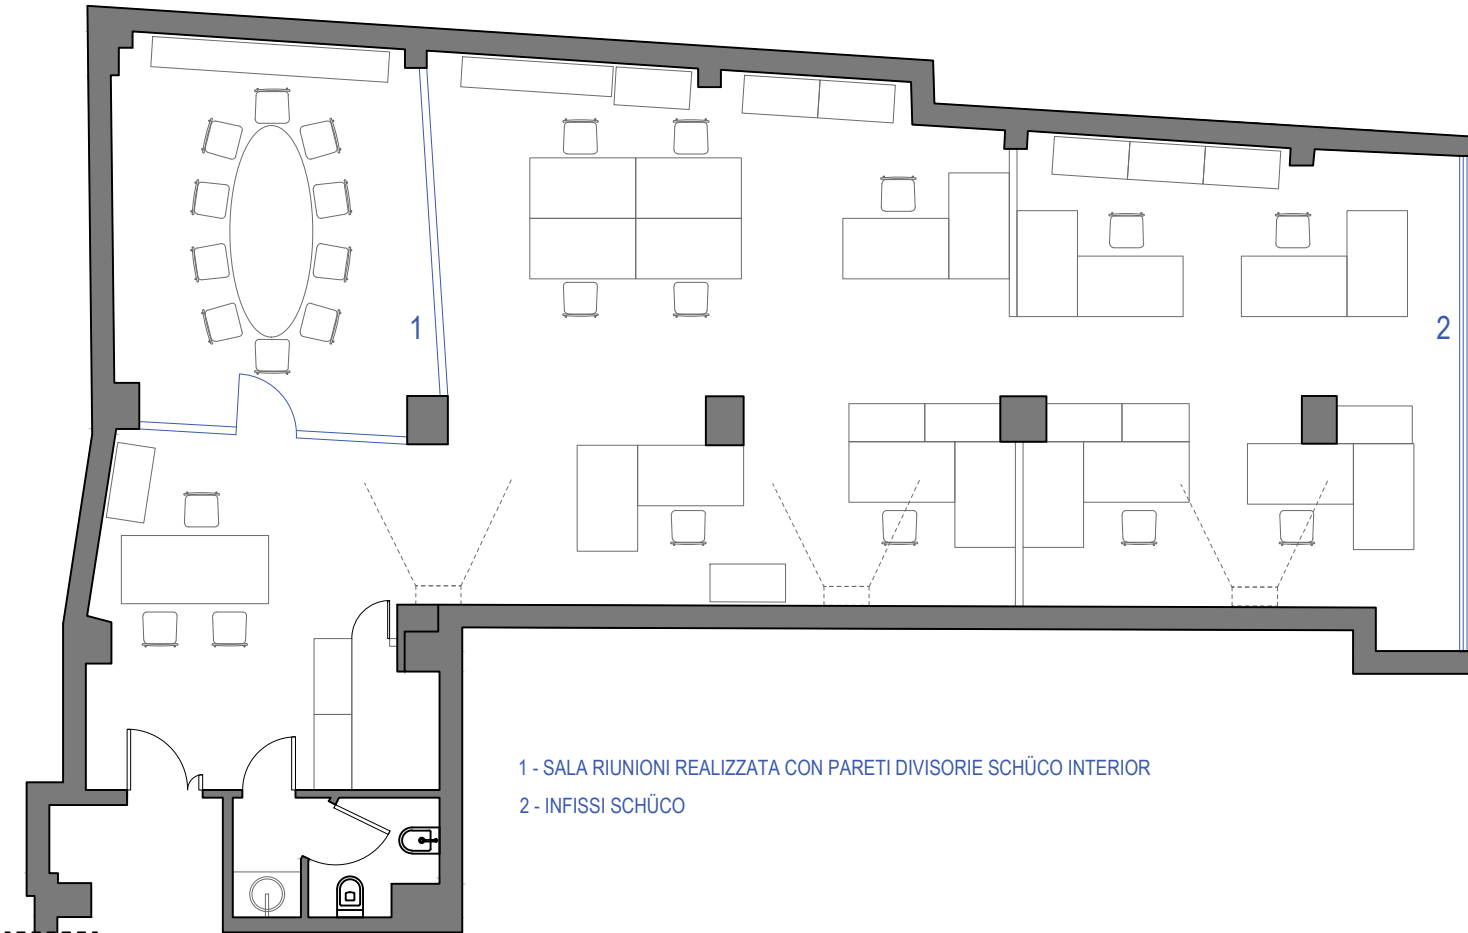 1
2
1 - SALA RIUNIONI REALIZZATA CON PARETI DIVISORIE SCHÜCO INTERIOR
2 - INFISSI SCHÜCO